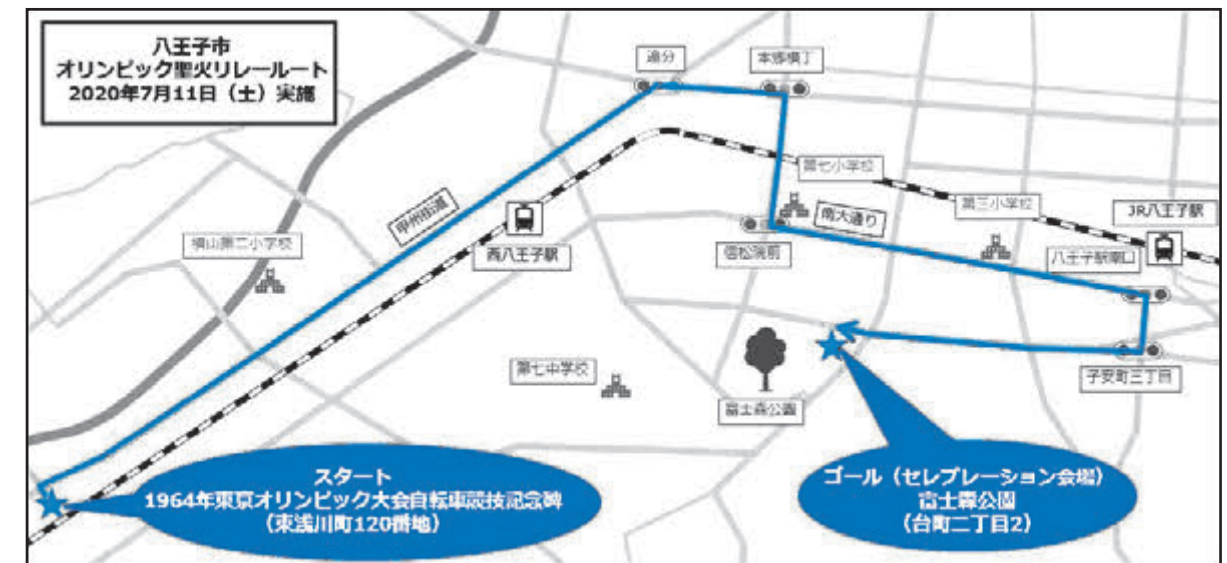 八王子市
オリンピック聖火リレールート
2020年7月11日（土）実施
追分
本郷横丁
第七小学校
甲州街道
第三小学校
JR八王子駅
南大通り
横山第二小学校
西八王子駅
信松院前
八王子駅南口
第七中学校
子安町三丁目
富士森公園
スタート
1964年東京オリンピック大会自転車競技記念碑
（東浅川町120番地）
ゴール（セレブレーション会場）
富士森公園
（台町二丁目2）